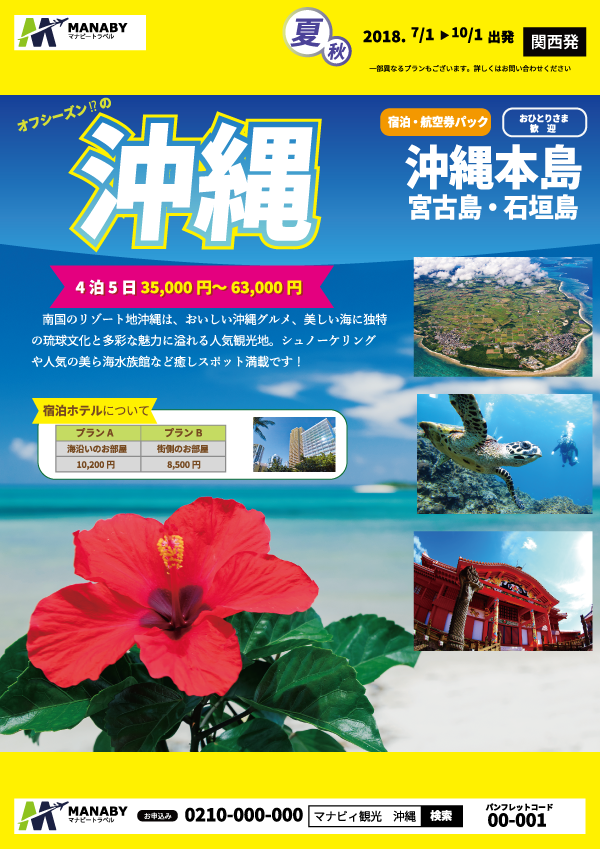 MANABY
マナビートラベル
夏
秋
2018. 7/1 ▶ 10/1 出発
関西発
一部異なるプランもございます。詳しくはお問い合わせください
オフシーズン⁉の
沖縄
宿泊・航空券パック
おひとりさま
歓 迎
沖縄本島
宮古島・石垣島
4泊5日 35,000円〜 63,000円
南国のリゾート地沖縄は、おいしい沖縄グルメ、美しい海に独特
の琉球文化と多彩な魅力に溢れる人気観光地。シュノーケリング
や人気の美ら海水族館など癒しスポット満載です！
宿泊ホテルについて
プランA プランB
海沿いのお部屋 街側のお部屋
10,200円 8,500円
MANABY
マナビートラベル
お申込み
0210-000-000
マナビィ観光 沖縄 検索
パンフレットコード
00-001